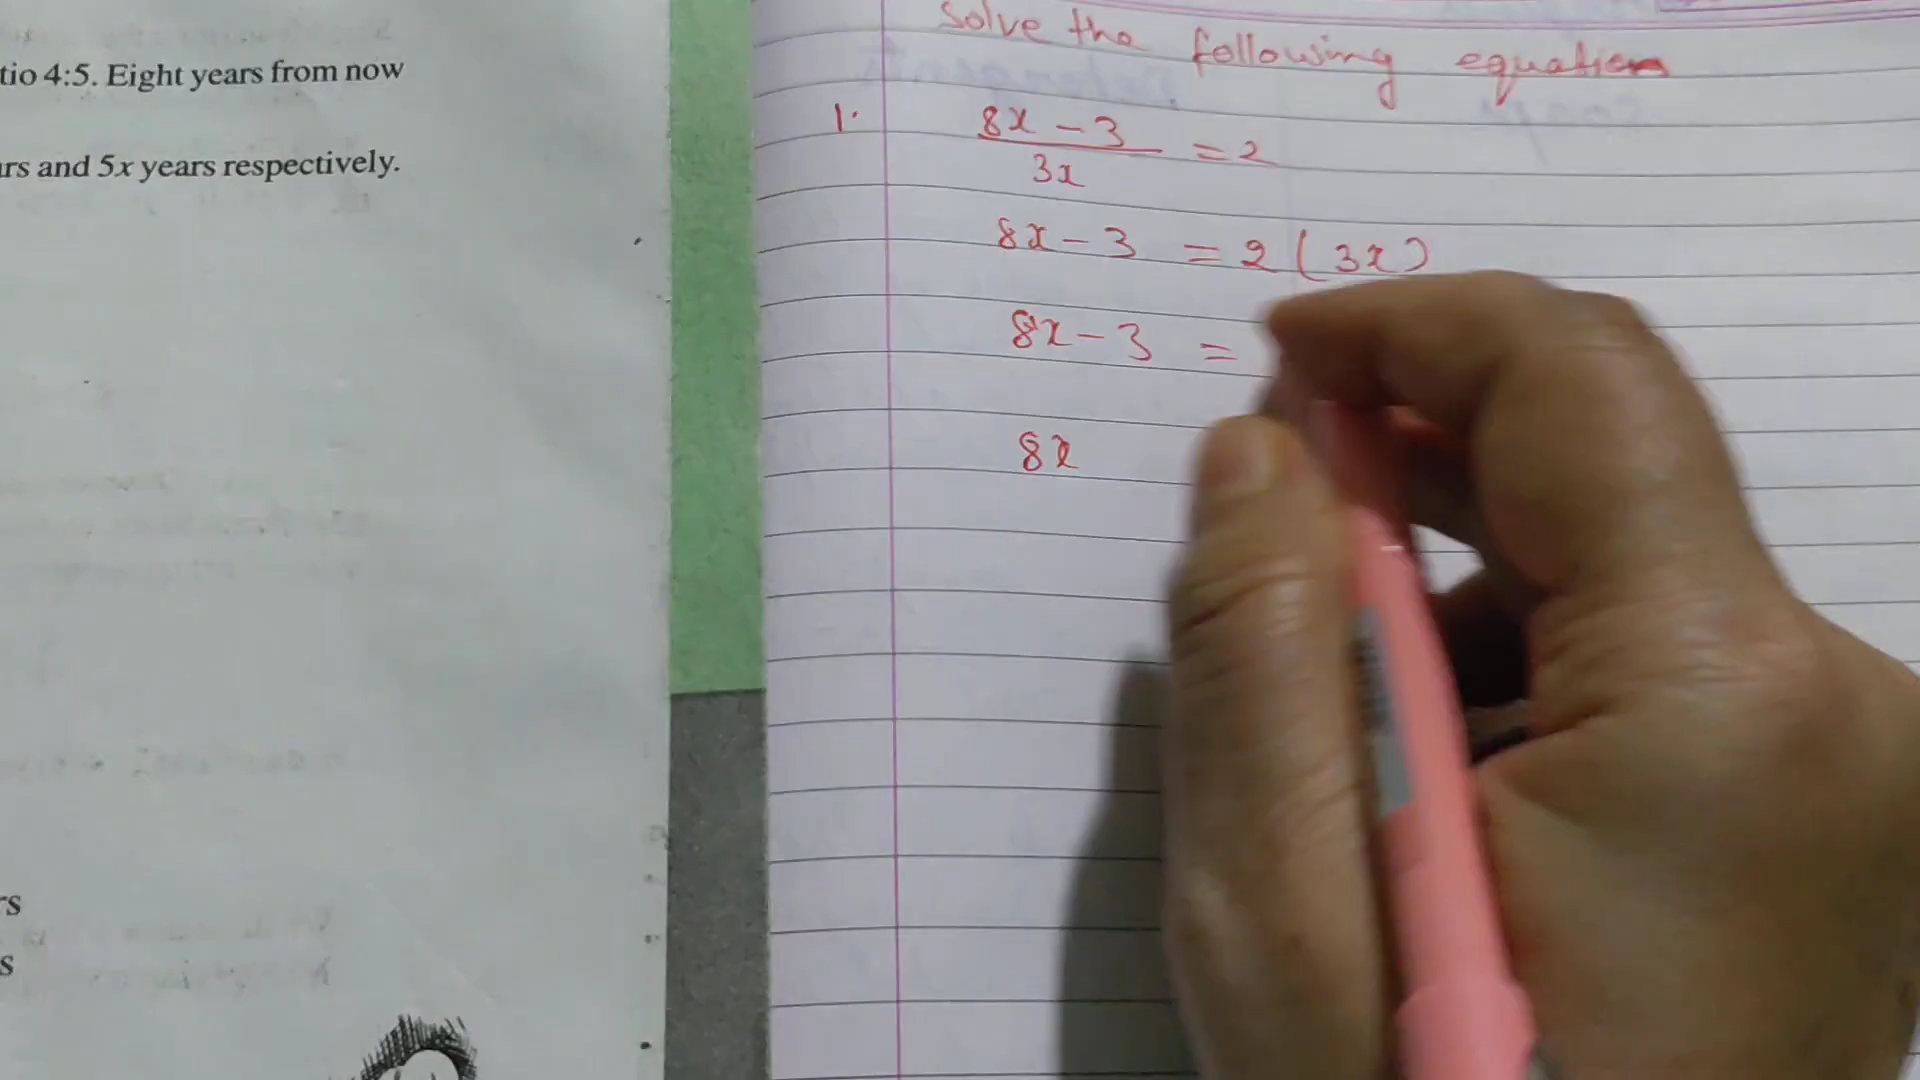 tio 4:5. Eight years from now
rs and 5x years respectively.
rs
s
Solve the following equation
1. 8x - 3 / 3x = 2
8x - 3 = 2 ( 3x )
8x - 3 =
8x